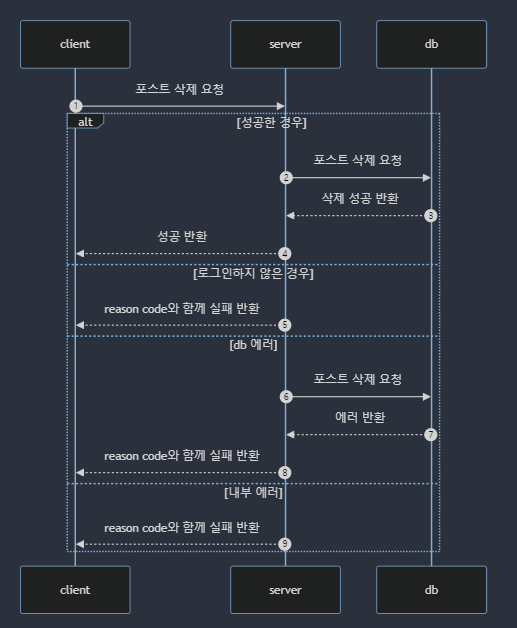 client
server
db
포스트 삭제 요청
1
alt
[성공한 경우]
포스트 삭제 요청
2
삭제 성공 반환
3
성공 반환
4
[로그인하지 않은 경우]
reason code와 함께 실패 반환
5
[db 에러]
포스트 삭제 요청
6
에러 반환
7
reason code와 함께 실패 반환
8
[내부 에러]
reason code와 함께 실패 반환
9
client
server
db